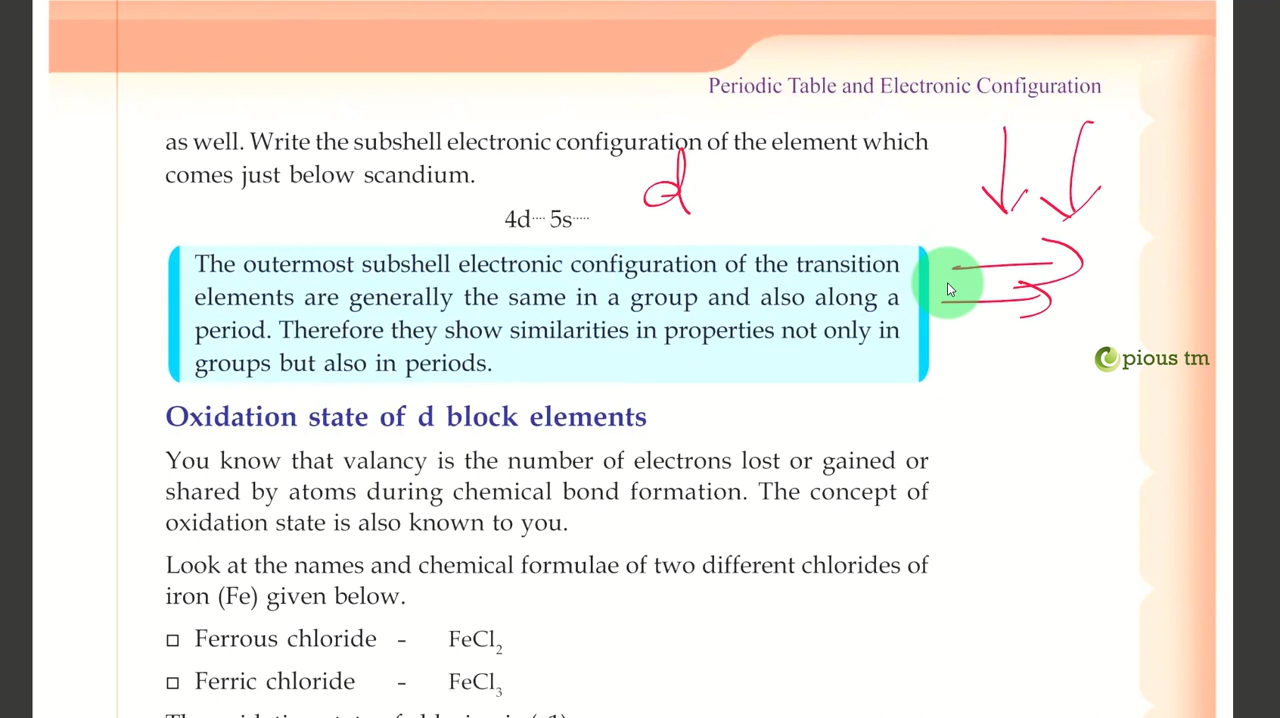 Periodic Table and Electronic Configuration
as well. Write the subshell electronic configuration of the element which
comes just below scandium.
d
4d.... 5s.....
The outermost subshell electronic configuration of the transition
elements are generally the same in a group and also along a
period. Therefore they show similarities in properties not only in
groups but also in periods.
Copious tm
Oxidation state of d block elements
You know that valancy is the number of electrons lost or gained or
shared by atoms during chemical bond formation. The concept of
oxidation state is also known to you.
Look at the names and chemical formulae of two different chlorides of
iron (Fe) given below.
□ Ferrous chloride - FeCl₂
□ Ferric chloride - FeCl₃